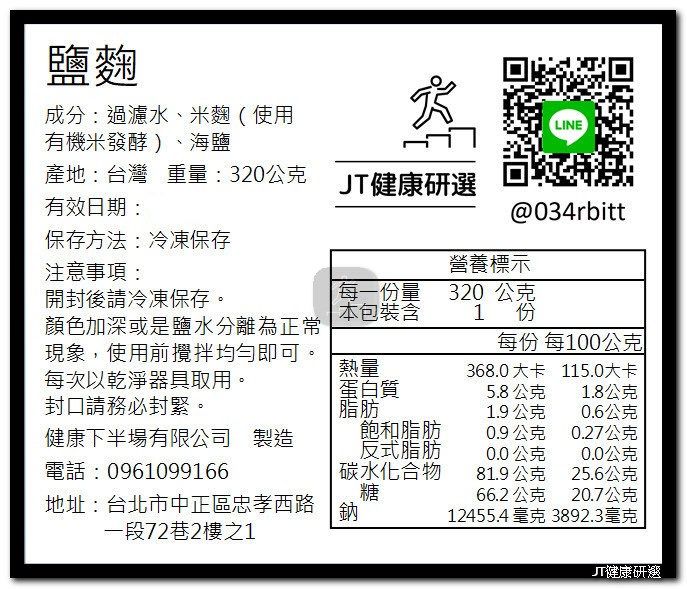 鹽麴
成分：過濾水、米麴（使用
有機米發酵）、海鹽
產地：台灣　重量：320公克
有效日期：
保存方法：冷凍保存
注意事項：
開封後請冷凍保存。
顏色加深或是鹽水分離為正常
現象，使用前攪拌均勻即可。
每次以乾淨器具取用。
封口請務必封緊。
健康下半場有限公司　製造
電話：0961099166
地址：台北市中正區忠孝西路
一段72巷2樓之1
JT健康研選
LINE
@034rbitt
營養標示
每一份量 320 公克
本包裝含 1 份
每份 每100公克
熱量 368.0 大卡 115.0大卡
蛋白質 5.8 公克 1.8公克
脂肪 1.9 公克 0.6公克
飽和脂肪 0.9 公克 0.27公克
反式脂肪 0.0 公克 0.0公克
碳水化合物 81.9 公克 25.6公克
糖 66.2 公克 20.7公克
鈉 12455.4 毫克 3892.3毫克
JT健康研選